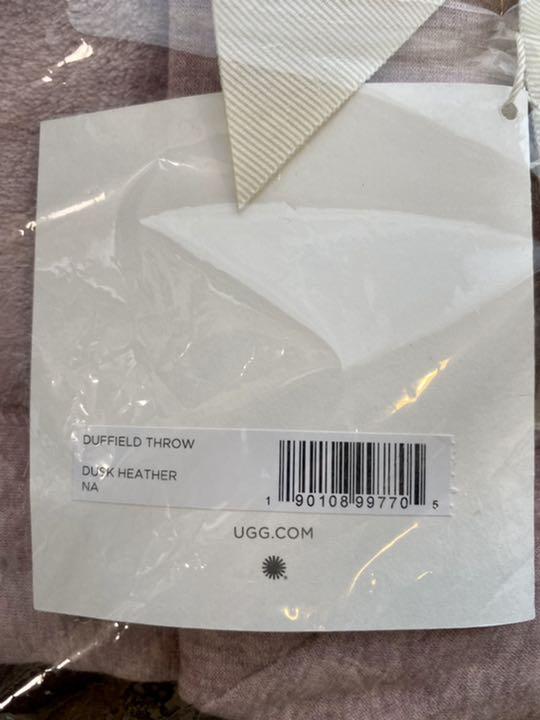 DUFFIELD THROW
DUSK HEATHER
NA
1 90108 99770 5
UGG.COM